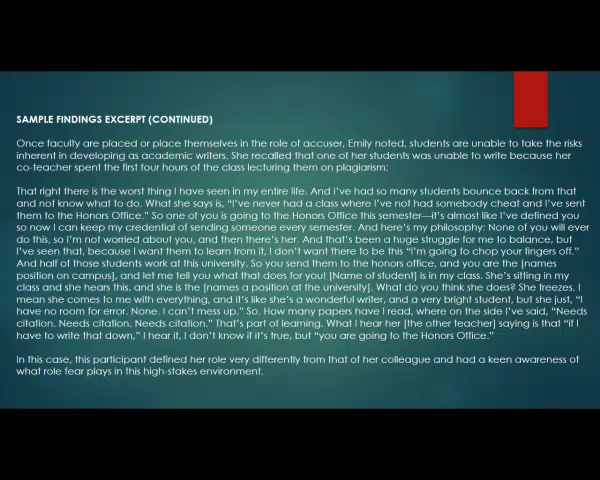 SAMPLE FINDINGS EXCERPT (CONTINUED)
Once faculty are placed or place themselves in the role of accuser, Emily noted, students are unable to take the risks
inherent in developing as academic writers. She recalled that one of her students was unable to write because her
co-teacher spent the first four hours of the class lecturing them on plagiarism:
That right there is the worst thing I have seen in my entire life. And I’ve had so many students bounce back from that
and not know what to do. What she says is, “I’ve never had a class where I’ve not had somebody cheat and I’ve sent
them to the Honors Office.” So one of you is going to the Honors Office this semester—it’s almost like I’ve defined you
so now I can keep my credential of sending someone every semester. And here’s my philosophy: None of you will ever
do this, so I’m not worried about you, and then there’s her. And that’s been a huge struggle for me to balance, but
I’ve seen that, because I want them to learn from it, I don’t want there to be this “I’m going to chop your fingers off.”
And half of those students work at this university. So you send them to the honors office, and you are the [names
position on campus], and let me tell you what that does for you! [Name of student] is in my class. She’s sitting in my
class and she hears this, and she is the [names a position at the university]. What do you think she does? She freezes. I
mean she comes to me with everything, and it’s like she’s a wonderful writer, and a very bright student, but she just, “I
have no room for error. None. I can’t mess up.” So. How many papers have I read, where on the side I’ve said, “Needs
citation. Needs citation. Needs citation.” That’s part of learning. What I hear her [the other teacher] saying is that “if I
have to write that down,” I hear it, I don’t know if it’s true, but “you are going to the Honors Office.”
In this case, this participant defined her role very differently from that of her colleague and had a keen awareness of
what role fear plays in this high-stakes environment.